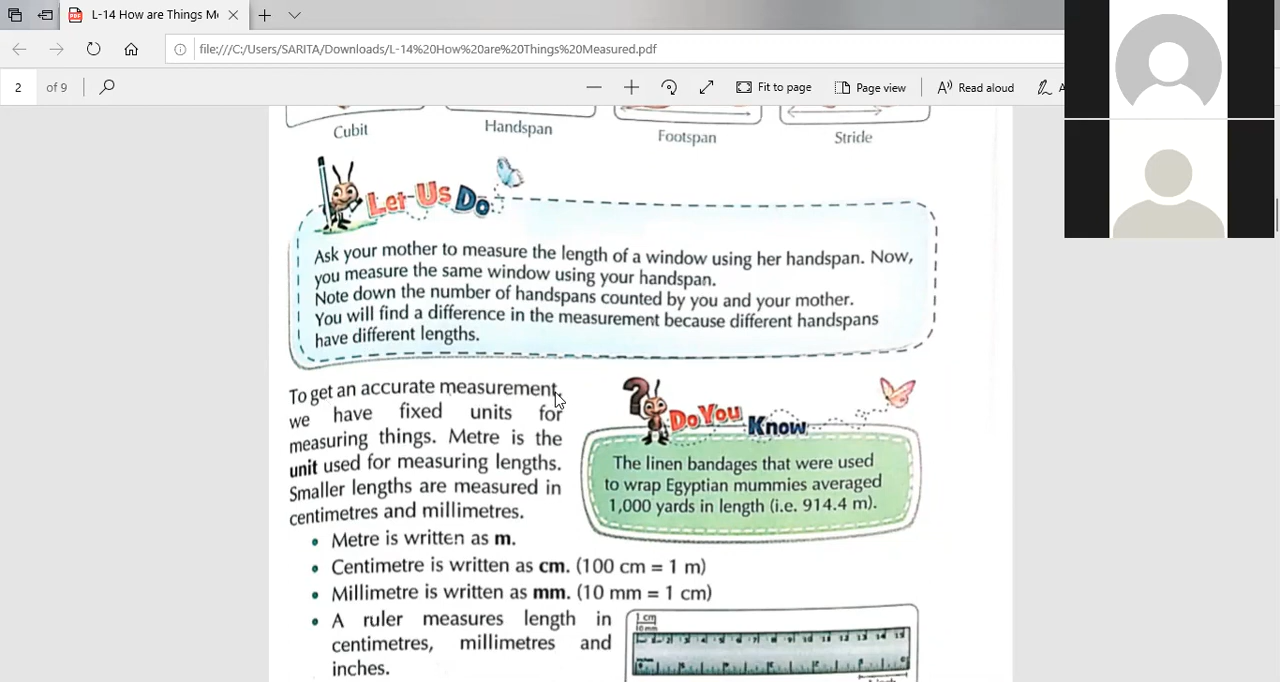 L-14 How are Things Me
file:///C:/Users/SARITA/Downloads/L-14%20How%20are%20Things%20Measured.pdf
2 of 9
Fit to page
Page view
Read aloud
Cubit
Handspan
Footspan
Stride
Let Us Do
Ask your mother to measure the length of a window using her handspan. Now,
you measure the same window using your handspan.
Note down the number of handspans counted by you and your mother.
You will find a difference in the measurement because different handspans
have different lengths.
To get an accurate measurement,
we have fixed units for
measuring things. Metre is the
unit used for measuring lengths.
Smaller lengths are measured in
centimetres and millimetres.
Do You Know
The linen bandages that were used
to wrap Egyptian mummies averaged
1,000 yards in length (i.e. 914.4 m).
• Metre is written as m.
• Centimetre is written as cm. (100 cm = 1 m)
• Millimetre is written as mm. (10 mm = 1 cm)
• A ruler measures length in
centimetres, millimetres and
inches.
1 cm
10 mm